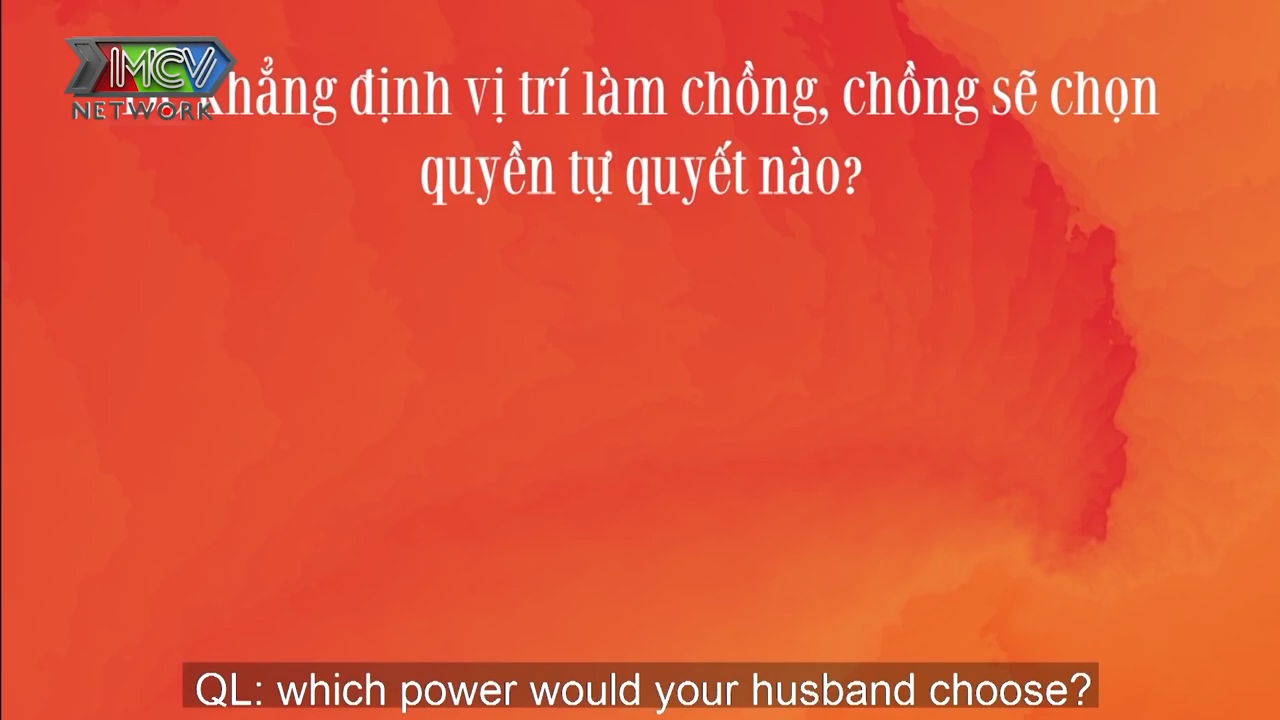 MCV
NETWORK
khẳng định vị trí làm chồng, chồng sẽ chọn
quyền tự quyết nào?
QL: which power would your husband choose?